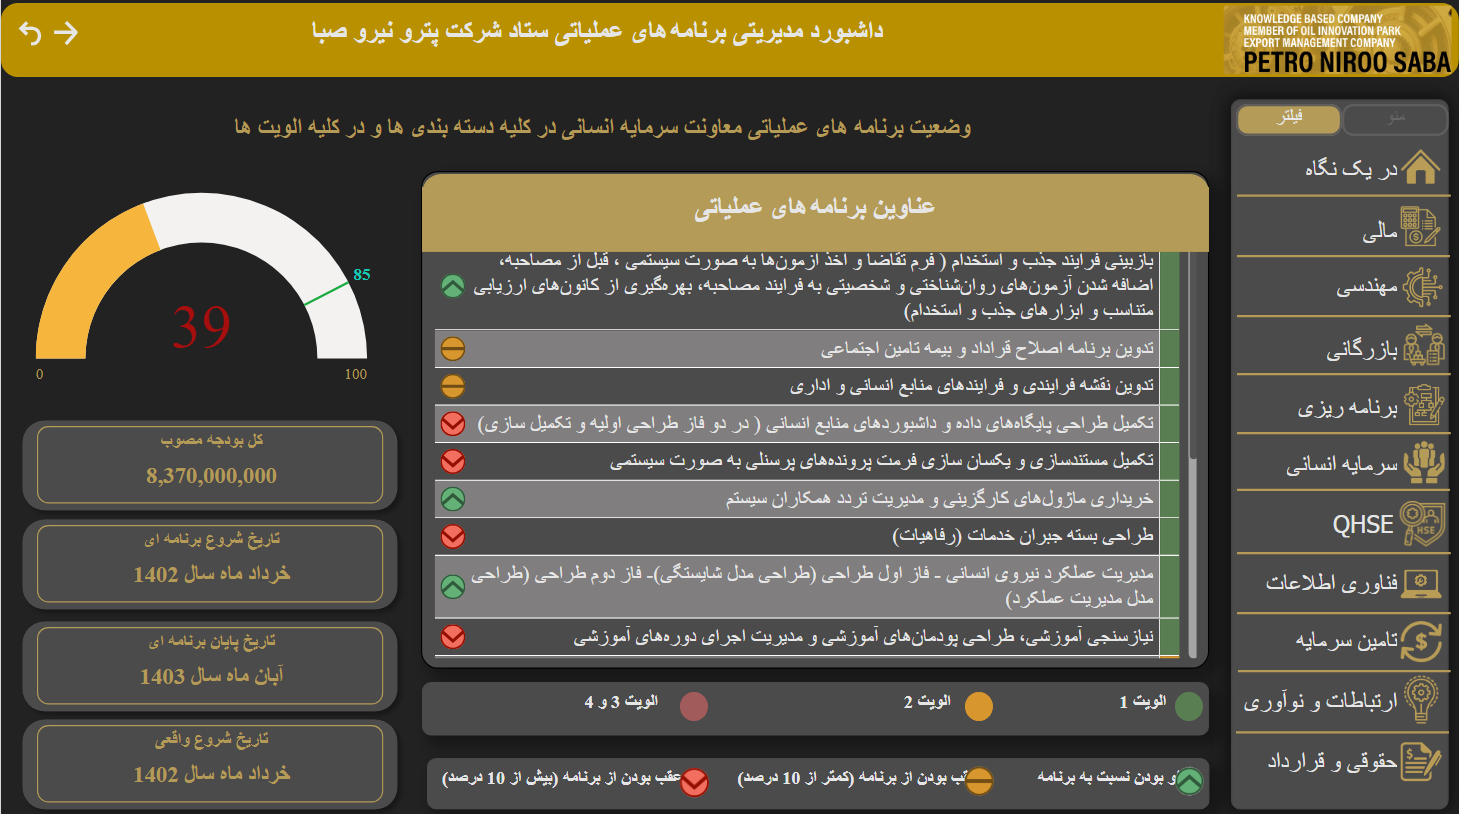 داشبورد مدیریتی برنامه های عملیاتی ستاد شرکت پترو نیرو صبا
KNOWLEDGE BASED COMPANY
MEMBER OF OIL INNOVATION PARK
EXPORT MANAGEMENT COMPANY
PETRO NIROO SABA
منو
فیلتر
در یک نگاه
مالی
مهندسی
بازرگانی
برنامه ریزی
سرمایه انسانی
QHSE
فناوری اطلاعات
تامین سرمایه
ارتباطات و نوآوری
حقوقی و قرارداد
وضعیت برنامه های عملیاتی معاونت سرمایه انسانی در کلیه دسته بندی ها و در کلیه الویت ها
عناوین برنامه های عملیاتی
بازبینی فرایند جذب و استخدام ( فرم تقاضا و اخذ آزمون‌ها به صورت سیستمی ، قبل از مصاحبه،
اضافه شدن آزمون‌های روان‌شناختی و شخصیتی به فرایند مصاحبه، بهره‌گیری از کانون‌های ارزیابی
متناسب و ابزارهای جذب و استخدام)
تدوین برنامه اصلاح قراداد و بیمه تامین اجتماعی
تدوین نقشه فرایندی و فرایندهای منابع انسانی و اداری
تکمیل طراحی پایگاه‌های داده و داشبوردهای منابع انسانی ( در دو فاز طراحی اولیه و تکمیل سازی)
تکمیل مستندسازی و یکسان سازی فرمت پرونده‌های پرسنلی به صورت سیستمی
خریداری ماژول‌های کارگزینی و مدیریت تردد همکاران سیستم
طراحی بسته جبران خدمات (رفاهیات)
مدیریت عملکرد نیروی انسانی - فاز اول طراحی (طراحی مدل شایستگی)- فاز دوم طراحی (طراحی
مدل مدیریت عملکرد)
نیازسنجی آموزشی، طراحی پودمان‌های آموزشی و مدیریت اجرای دوره‌های آموزشی
الویت 1
الویت 2
الویت 3 و 4
و بودن نسبت به برنامه
قب بودن از برنامه (کمتر از 10 درصد)
عقب بودن از برنامه (بیش از 10 درصد)
85
39
0
100
کل بودجه مصوب
8,370,000,000
تاریخ شروع برنامه ای
خرداد ماه سال 1402
تاریخ پایان برنامه ای
آبان ماه سال 1403
تاریخ شروع واقعی
خرداد ماه سال 1402